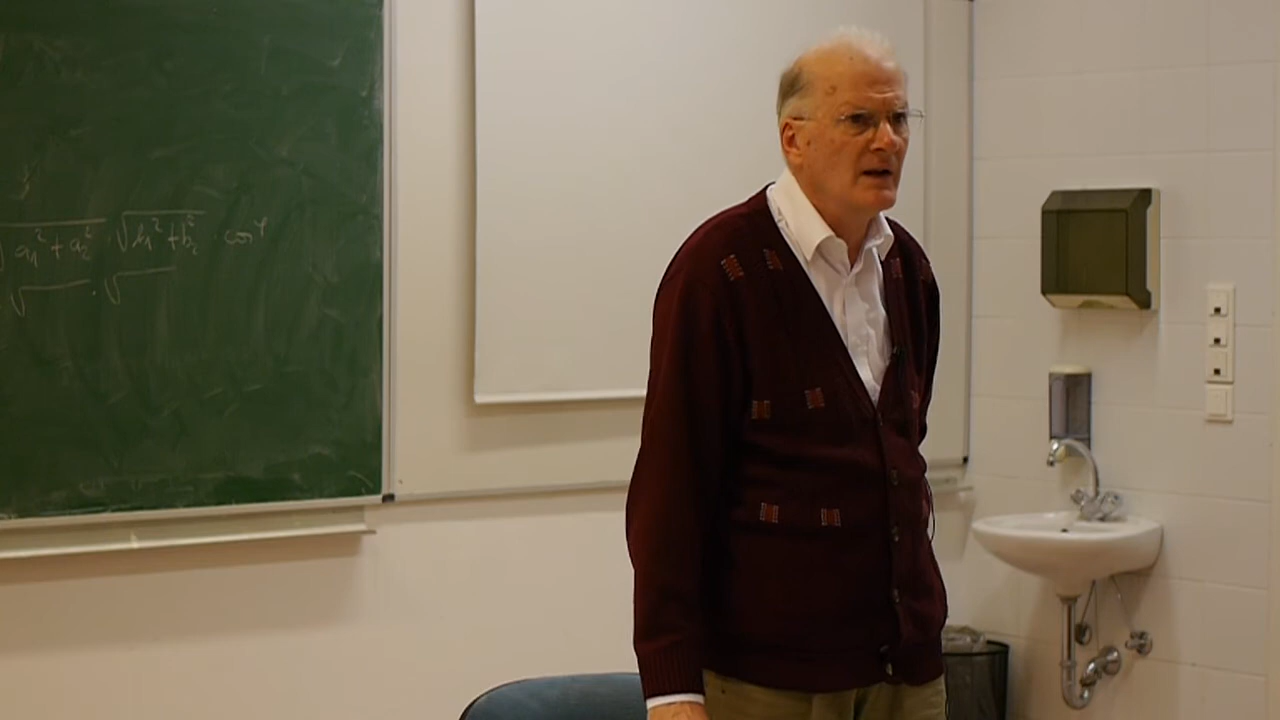 √a₁²+a₂² · √b₁²+b₂² · cos φ
√ · √